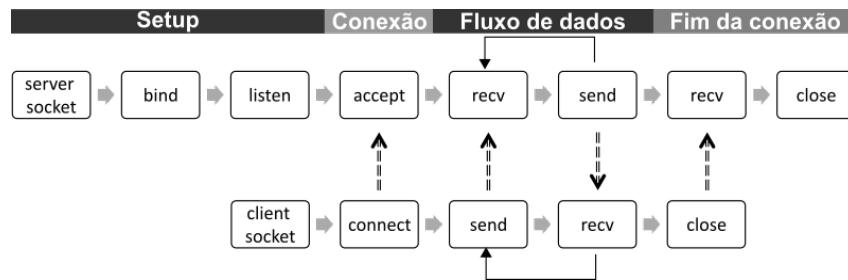 Setup
Conexão
Fluxo de dados
Fim da conexão
server
socket
bind
listen
accept
recv
send
recv
close
client
socket
connect
send
recv
close